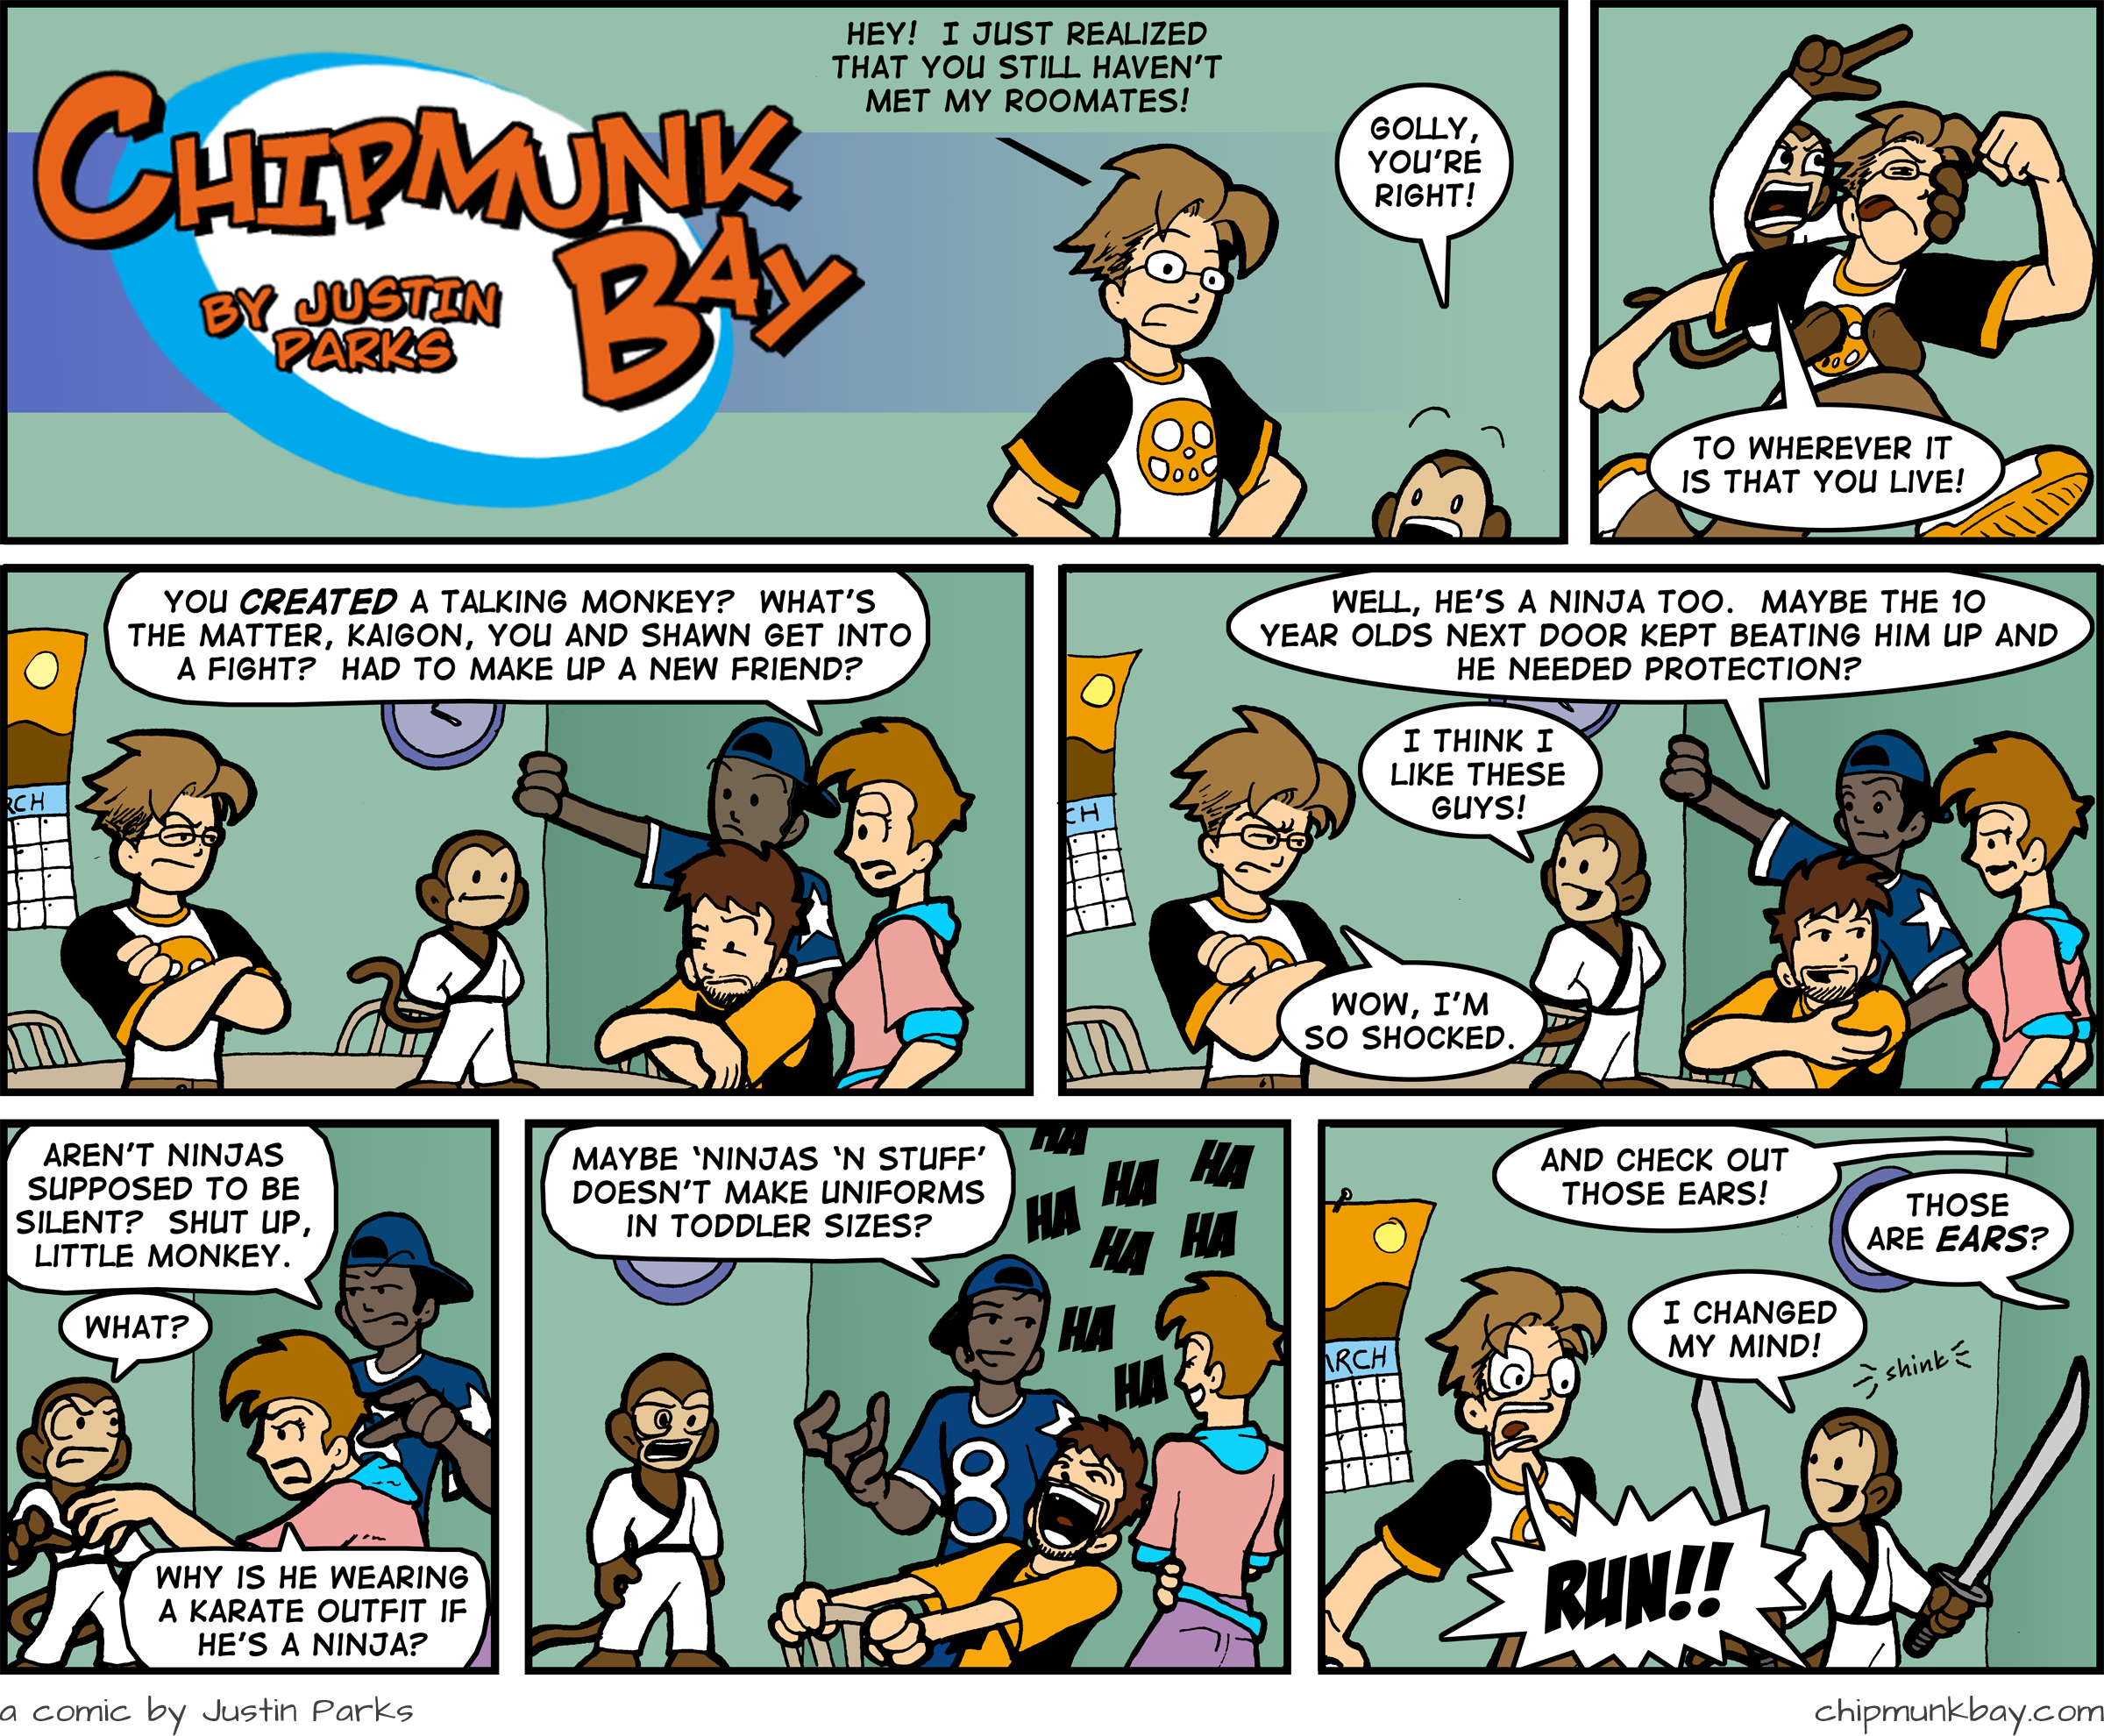 CHIPMUNK
BAY
BY JUSTIN
PARKS
HEY! I JUST REALIZED
THAT YOU STILL HAVEN'T
MET MY ROOMATES!
GOLLY,
YOU'RE
RIGHT!
TO WHEREVER IT
IS THAT YOU LIVE!
YOU CREATED A TALKING MONKEY? WHAT'S
THE MATTER, KAIGON, YOU AND SHAWN GET INTO
A FIGHT? HAD TO MAKE UP A NEW FRIEND?
RCH
WELL, HE'S A NINJA TOO. MAYBE THE 10
YEAR OLDS NEXT DOOR KEPT BEATING HIM UP AND
HE NEEDED PROTECTION?
I THINK I
LIKE THESE
GUYS!
CH
WOW, I'M
SO SHOCKED.
AREN'T NINJAS
SUPPOSED TO BE
SILENT? SHUT UP,
LITTLE MONKEY.
WHAT?
WHY IS HE WEARING
A KARATE OUTFIT IF
HE'S A NINJA?
MAYBE 'NINJAS 'N STUFF'
DOESN'T MAKE UNIFORMS
IN TODDLER SIZES?
HA
HA
HA
HA
HA
HA
HA
HA
8
AND CHECK OUT
THOSE EARS!
THOSE
ARE EARS?
I CHANGED
MY MIND!
shink
ARCH
RUN!!
a comic by Justin Parks
chipmunkbay.com